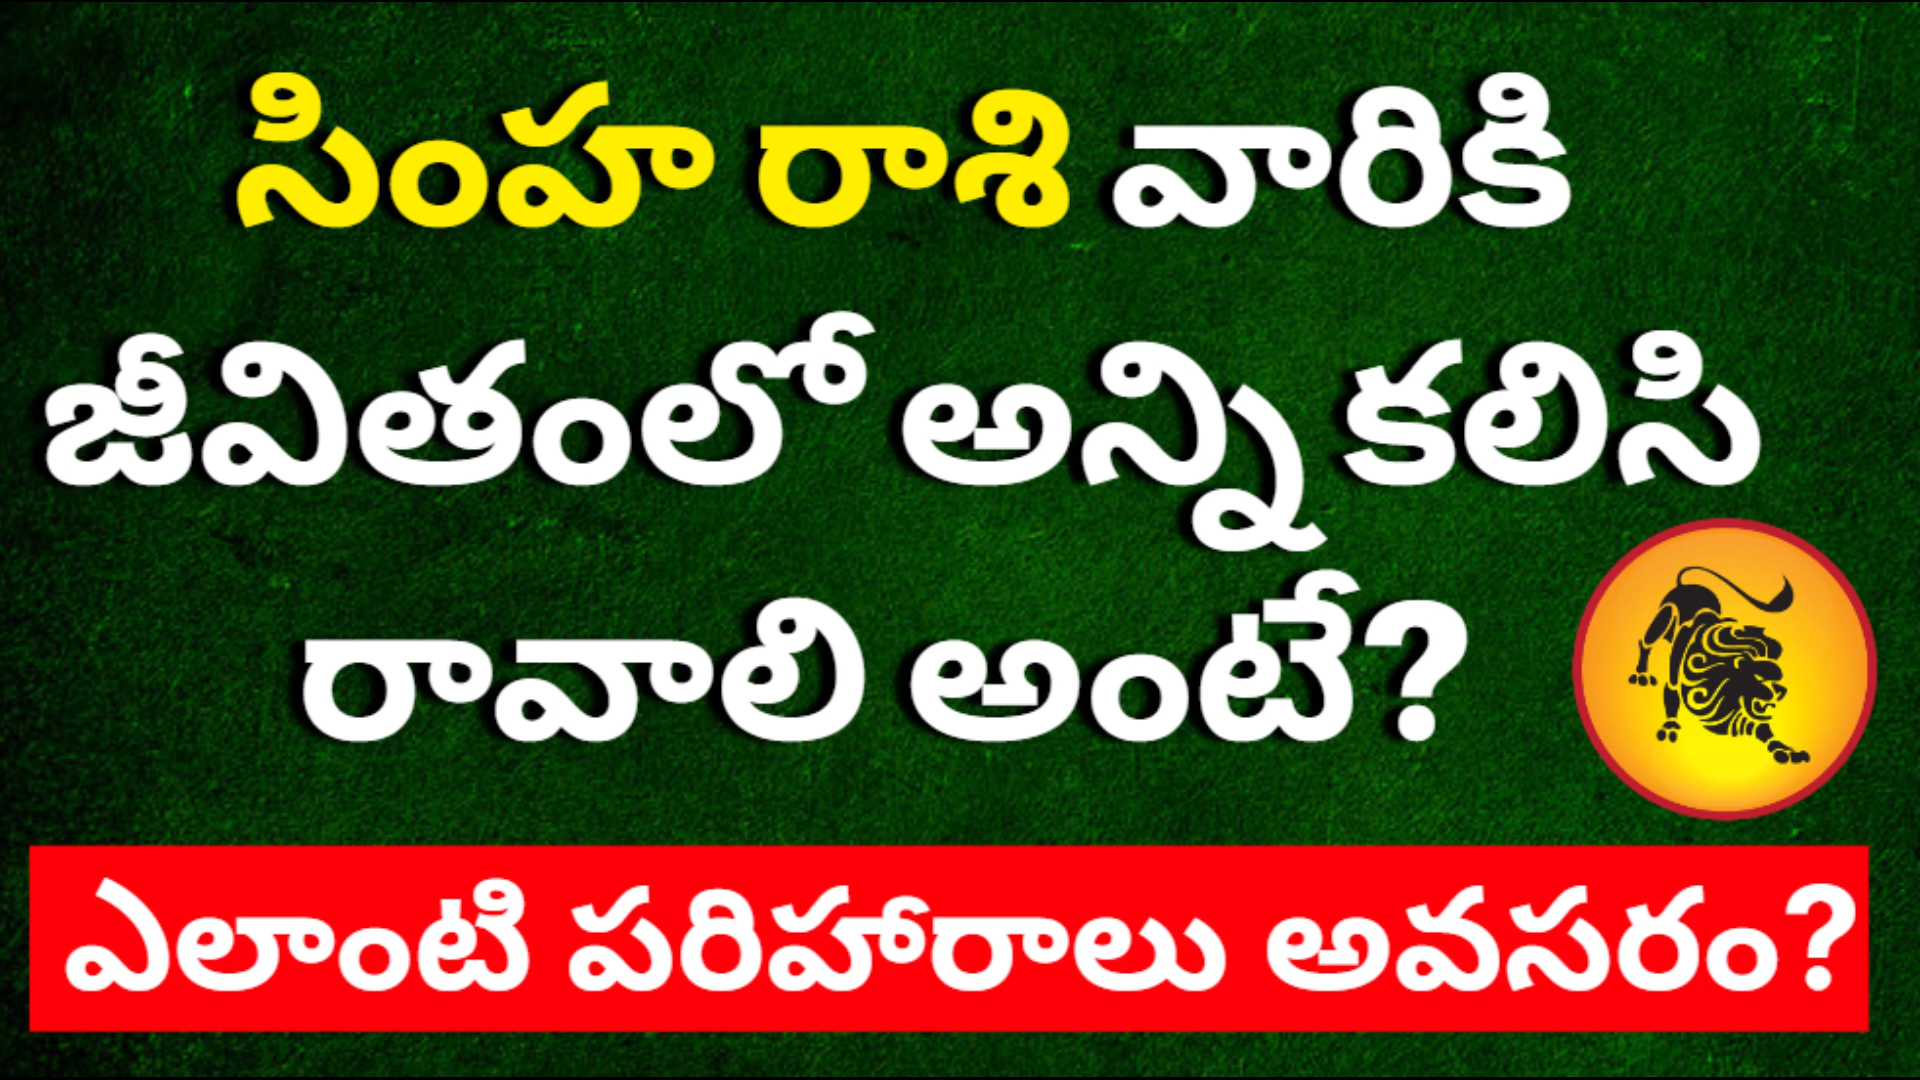 సింహ రాశి వారికి
జీవితంలో అన్ని కలిసి
రావాలి అంటే?
ఎలాంటి పరిహారాలు అవసరం?